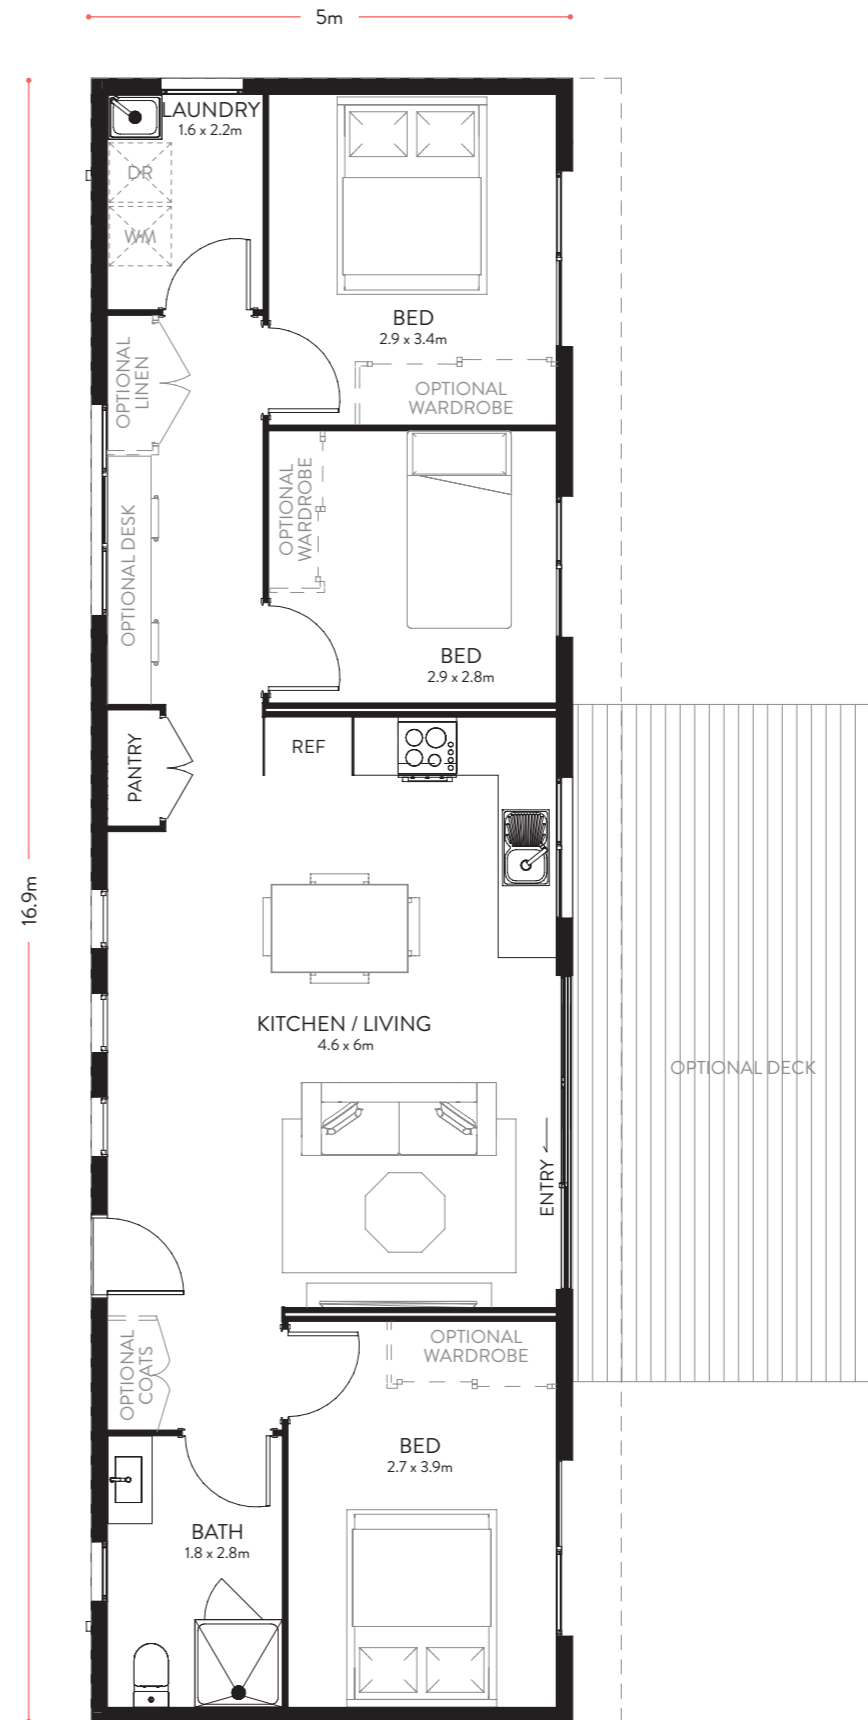 5m
LAUNDRY
1.6 x 2.2m
DR
WM
BED
2.9 x 3.4m
OPTIONAL
LINEN
OPTIONAL
WARDROBE
OPTIONAL
WARDROBE
OPTIONAL DESK
BED
2.9 x 2.8m
REF
PANTRY
16.9m
KITCHEN / LIVING
4.6 x 6m
OPTIONAL DECK
ENTRY
OPTIONAL
COATS
OPTIONAL
WARDROBE
BED
2.7 x 3.9m
BATH
1.8 x 2.8m